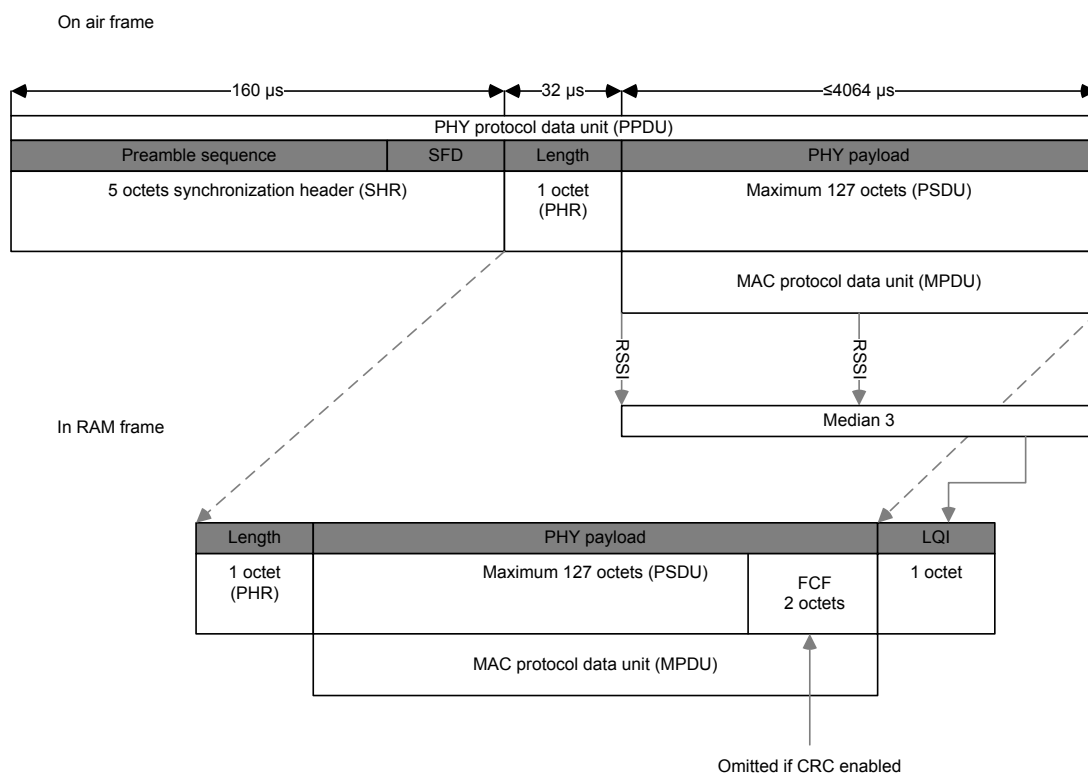 On air frame
160 µs
32 µs
≤4064 µs
PHY protocol data unit (PPDU)
Preamble sequence
SFD
Length
PHY payload
5 octets synchronization header (SHR)
1 octet
(PHR)
Maximum 127 octets (PSDU)
MAC protocol data unit (MPDU)
RSSI
RSSI
Median 3
In RAM frame
Length
PHY payload
LQI
1 octet
(PHR)
Maximum 127 octets (PSDU)
FCF
2 octets
1 octet
MAC protocol data unit (MPDU)
Omitted if CRC enabled